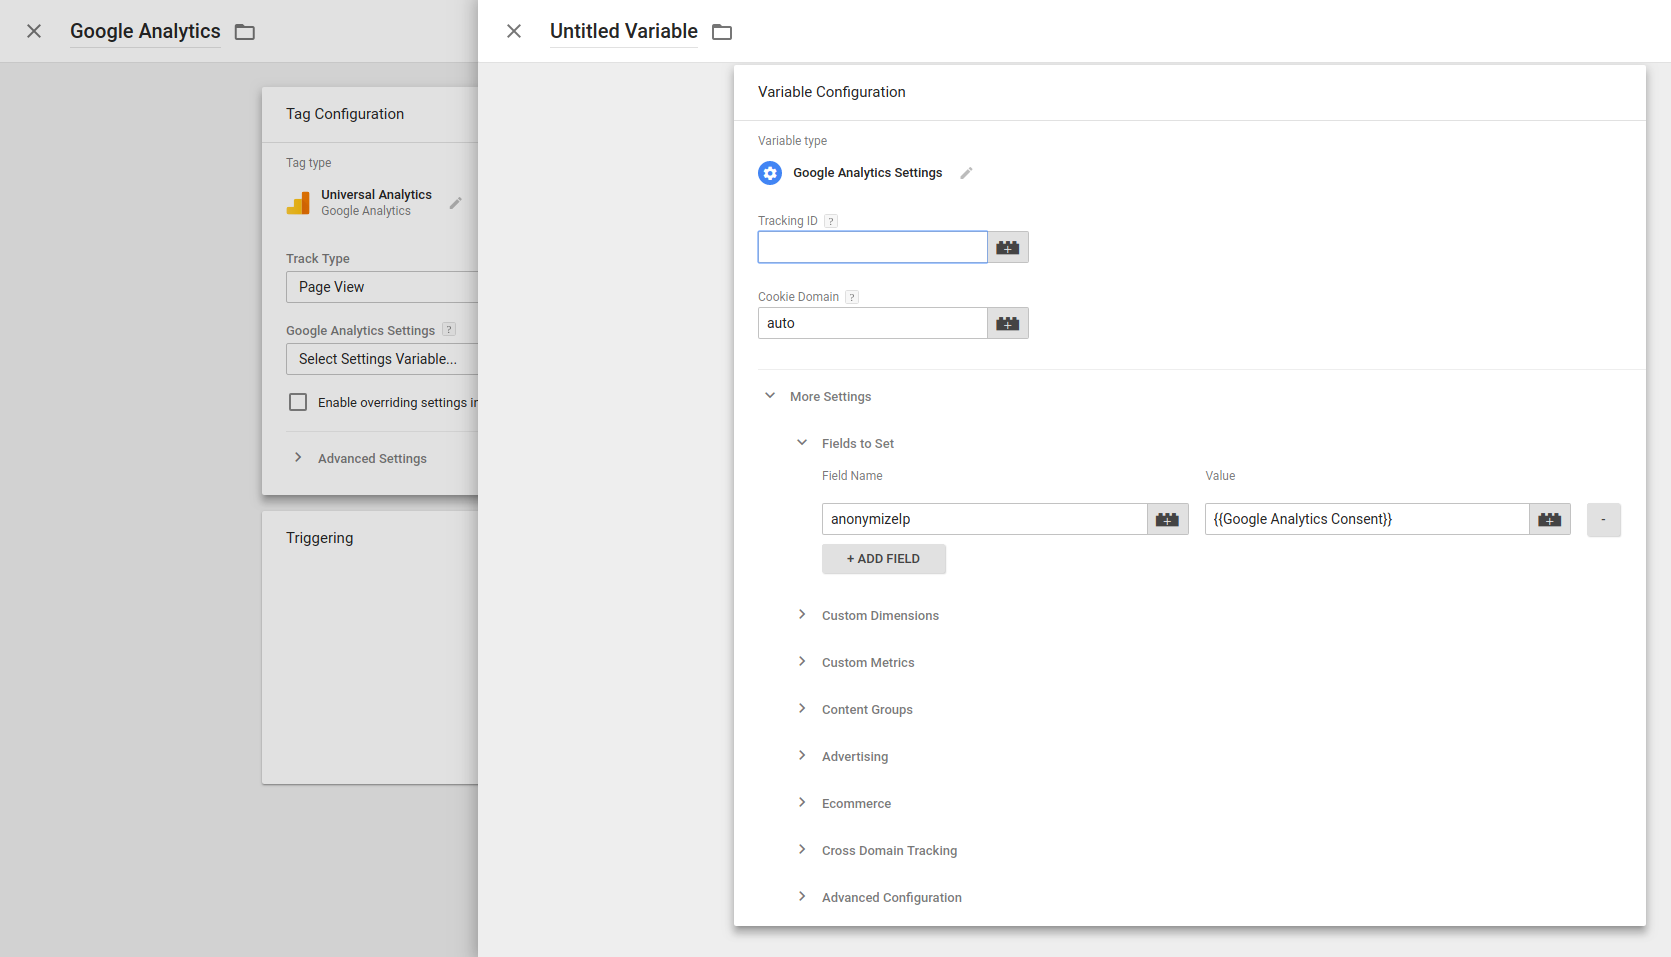 Google Analytics
Tag Configuration
Tag type
Universal Analytics
Google Analytics
Track Type
Page View
Google Analytics Settings ?
Select Settings Variable...
Enable overriding settings in
Advanced Settings
Triggering
Untitled Variable
Variable Configuration
Variable type
Google Analytics Settings
Tracking ID ?
Cookie Domain ?
auto
More Settings
Fields to Set
Field Name Value
anonymizeIp {{Google Analytics Consent}} -
+ ADD FIELD
Custom Dimensions
Custom Metrics
Content Groups
Advertising
Ecommerce
Cross Domain Tracking
Advanced Configuration